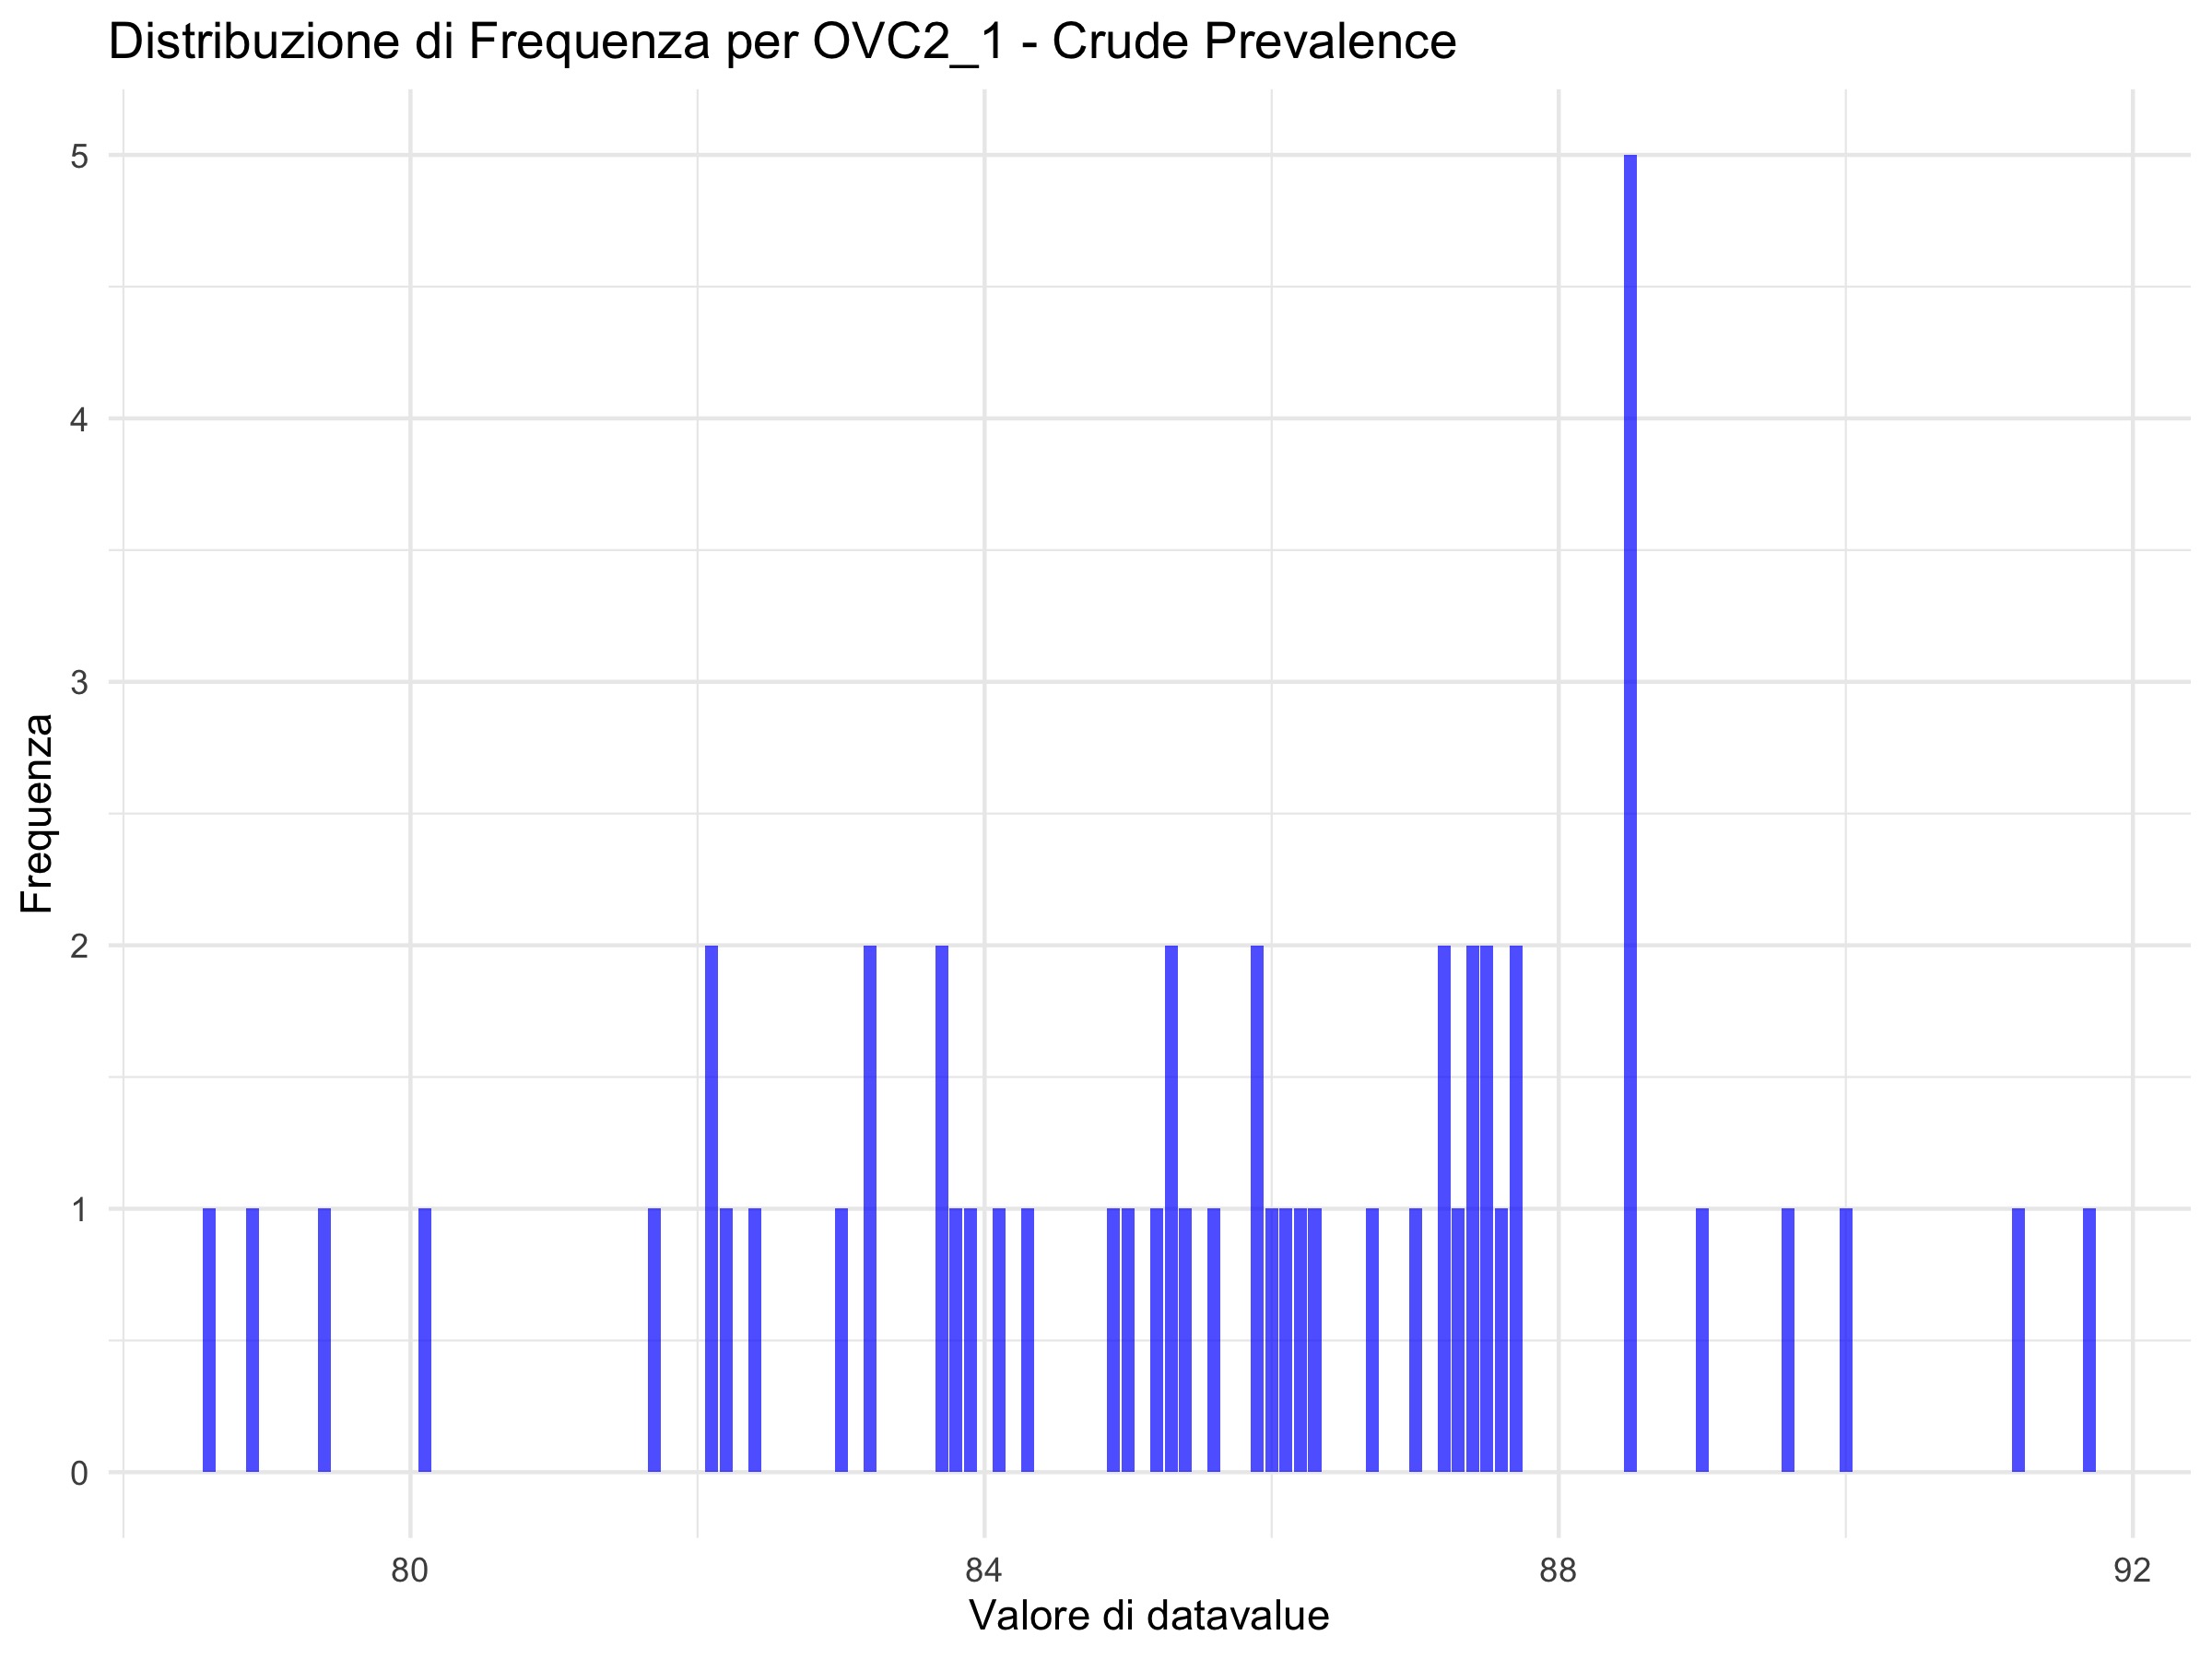 Distribuzione di Frequenza per OVC2_1 - Crude Prevalence
5
4
3
2
1
0
Frequenza
80 84 88 92
Valore di datavalue